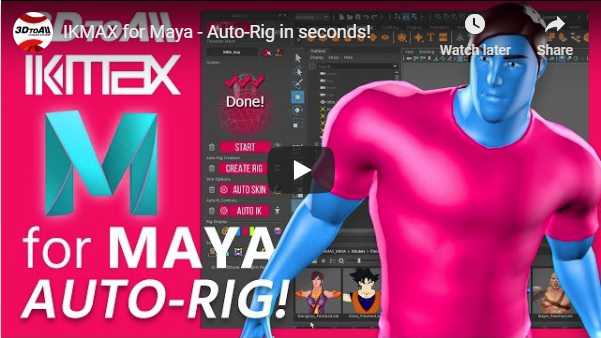 3DTOAll
IKMAX for Maya - Auto-Rig in seconds!
Watch later
Share
IKMAX
Done!
START
CREATE RIG
AUTO SKIN
AUTO IK
M
for MAYA
AUTO-RIG!